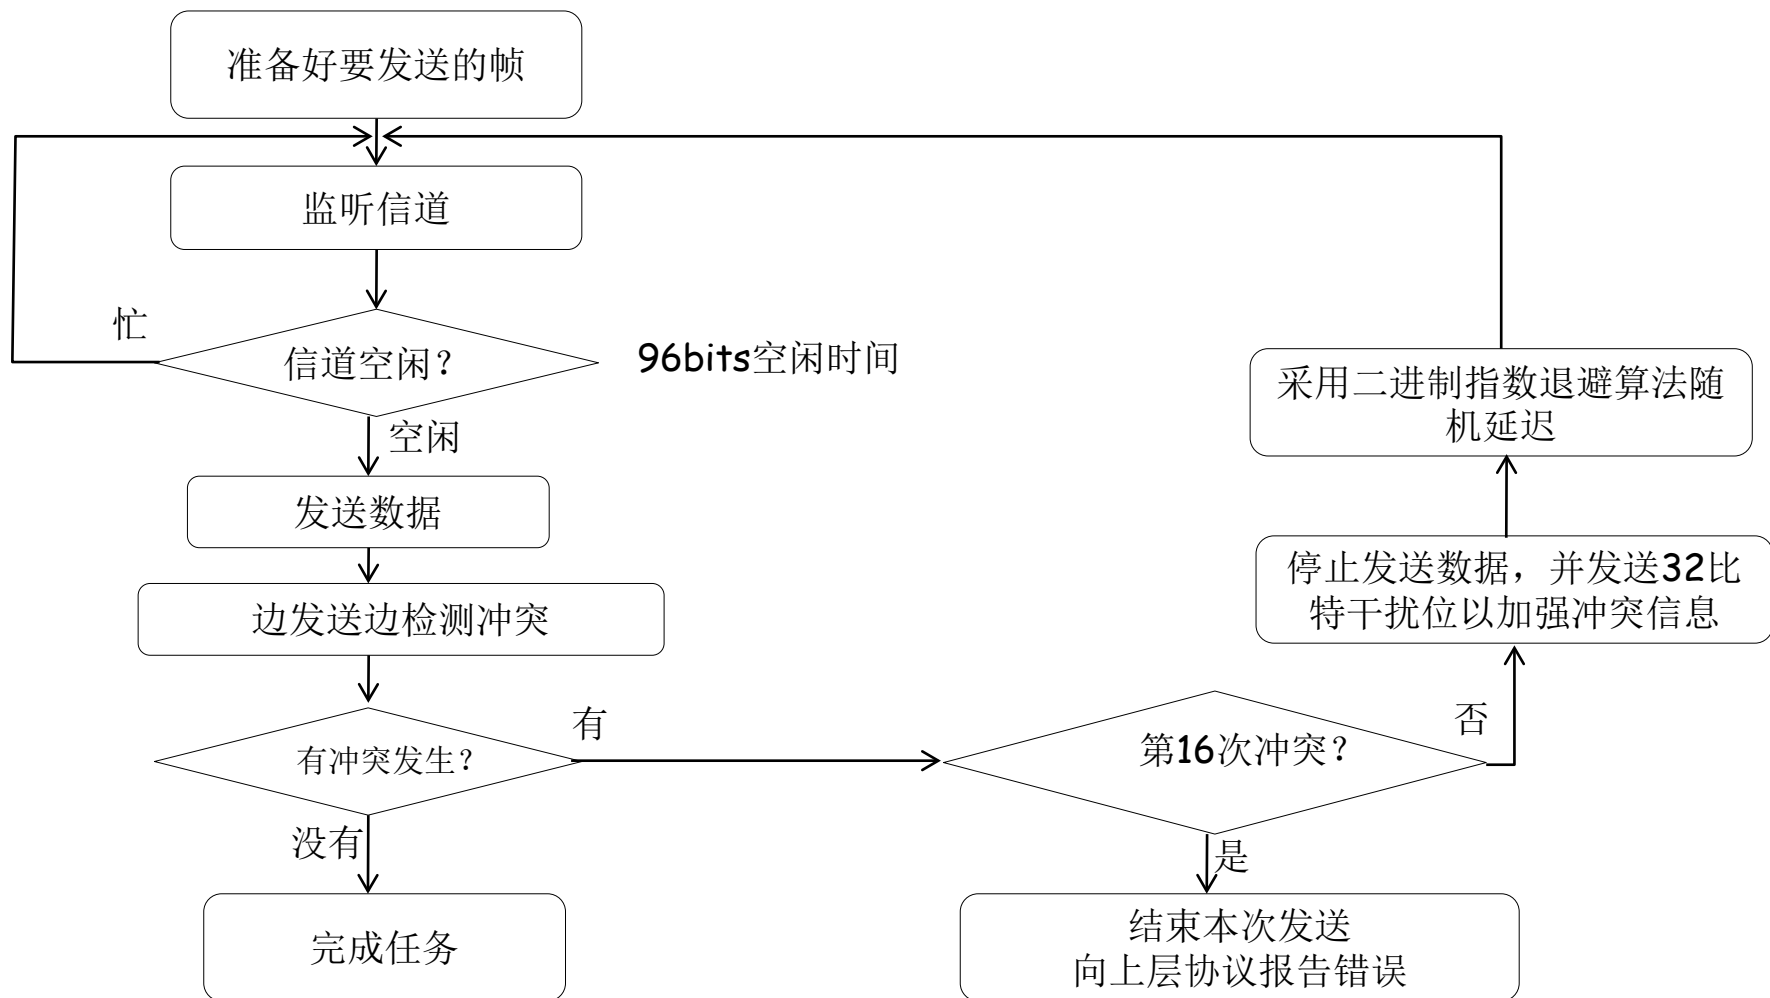 准备好要发送的帧
监听信道
忙
信道空闲？
96bits空闲时间
空闲
发送数据
边发送边检测冲突
有冲突发生？
有
没有
完成任务
第16次冲突？
否
是
结束本次发送
向上层协议报告错误
停止发送数据，并发送32比
特干扰位以加强冲突信息
采用二进制指数退避算法随
机延迟